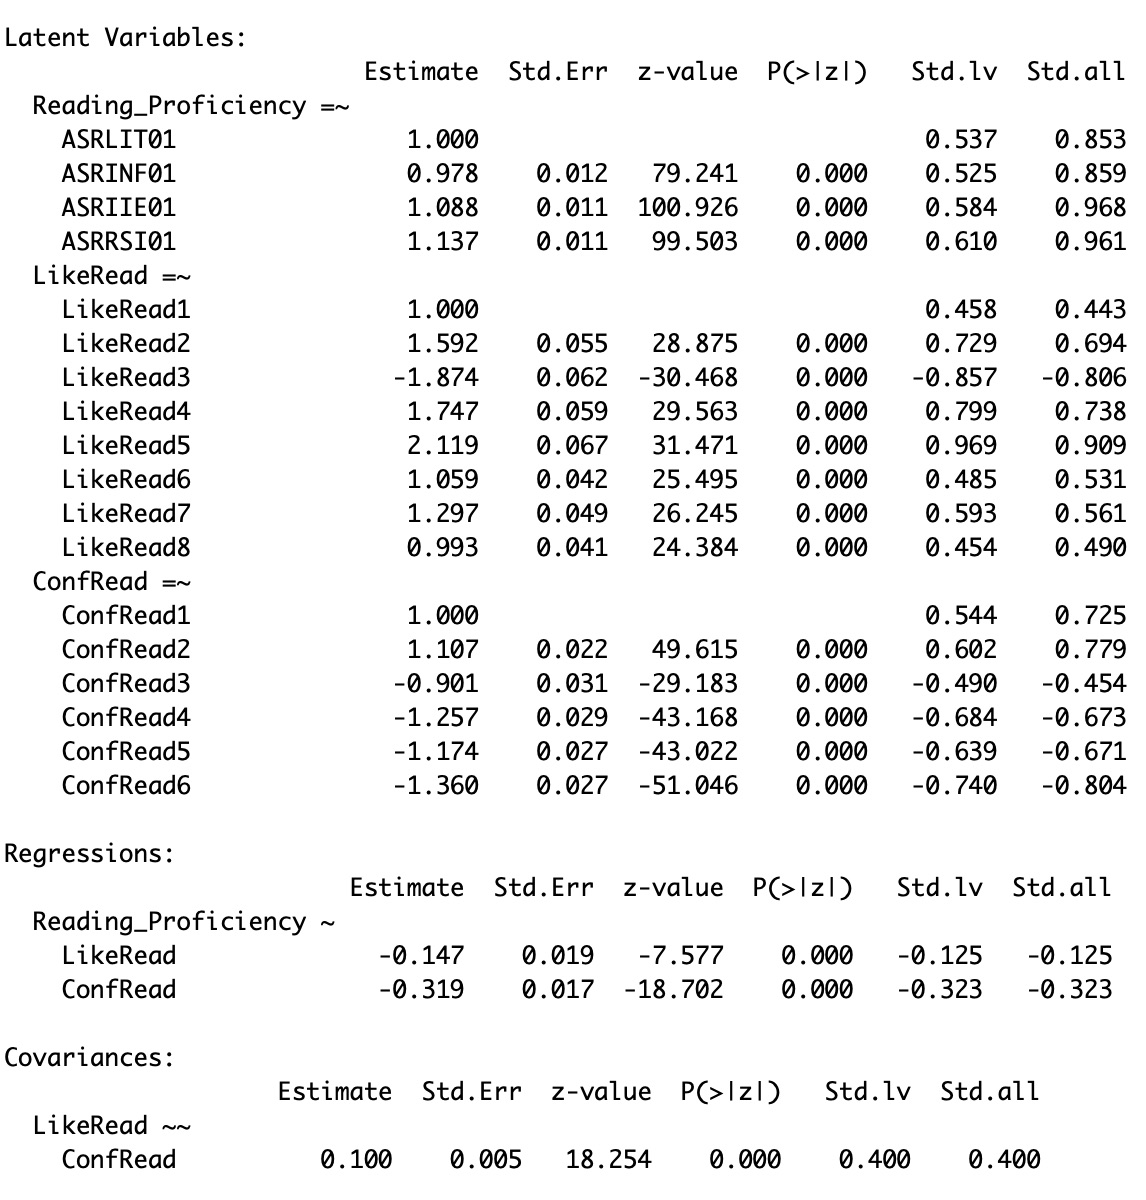 Latent Variables:
                         Estimate  Std.Err  z-value  P(>|z|)   Std.lv  Std.all
  Reading_Proficiency =~
    ASRLIT01                1.000                               0.537    0.853
    ASRINF01                0.978    0.012   79.241    0.000    0.525    0.859
    ASRIIE01                1.088    0.011  100.926    0.000    0.584    0.968
    ASRRSI01                1.137    0.011   99.503    0.000    0.610    0.961
  LikeRead =~
    LikeRead1               1.000                               0.458    0.443
    LikeRead2               1.592    0.055   28.875    0.000    0.729    0.694
    LikeRead3              -1.874    0.062  -30.468    0.000   -0.857   -0.806
    LikeRead4               1.747    0.059   29.563    0.000    0.799    0.738
    LikeRead5               2.119    0.067   31.471    0.000    0.969    0.909
    LikeRead6               1.059    0.042   25.495    0.000    0.485    0.531
    LikeRead7               1.297    0.049   26.245    0.000    0.593    0.561
    LikeRead8               0.993    0.041   24.384    0.000    0.454    0.490
  ConfRead =~
    ConfRead1               1.000                               0.544    0.725
    ConfRead2               1.107    0.022   49.615    0.000    0.602    0.779
    ConfRead3              -0.901    0.031  -29.183    0.000   -0.490   -0.454
    ConfRead4              -1.257    0.029  -43.168    0.000   -0.684   -0.673
    ConfRead5              -1.174    0.027  -43.022    0.000   -0.639   -0.671
    ConfRead6              -1.360    0.027  -51.046    0.000   -0.740   -0.804

Regressions:
                        Estimate  Std.Err  z-value  P(>|z|)   Std.lv  Std.all
  Reading_Proficiency ~
    LikeRead              -0.147    0.019   -7.577    0.000   -0.125   -0.125
    ConfRead              -0.319    0.017  -18.702    0.000   -0.323   -0.323

Covariances:
                   Estimate  Std.Err  z-value  P(>|z|)   Std.lv  Std.all
  LikeRead ~~
    ConfRead          0.100    0.005   18.254    0.000    0.400    0.400